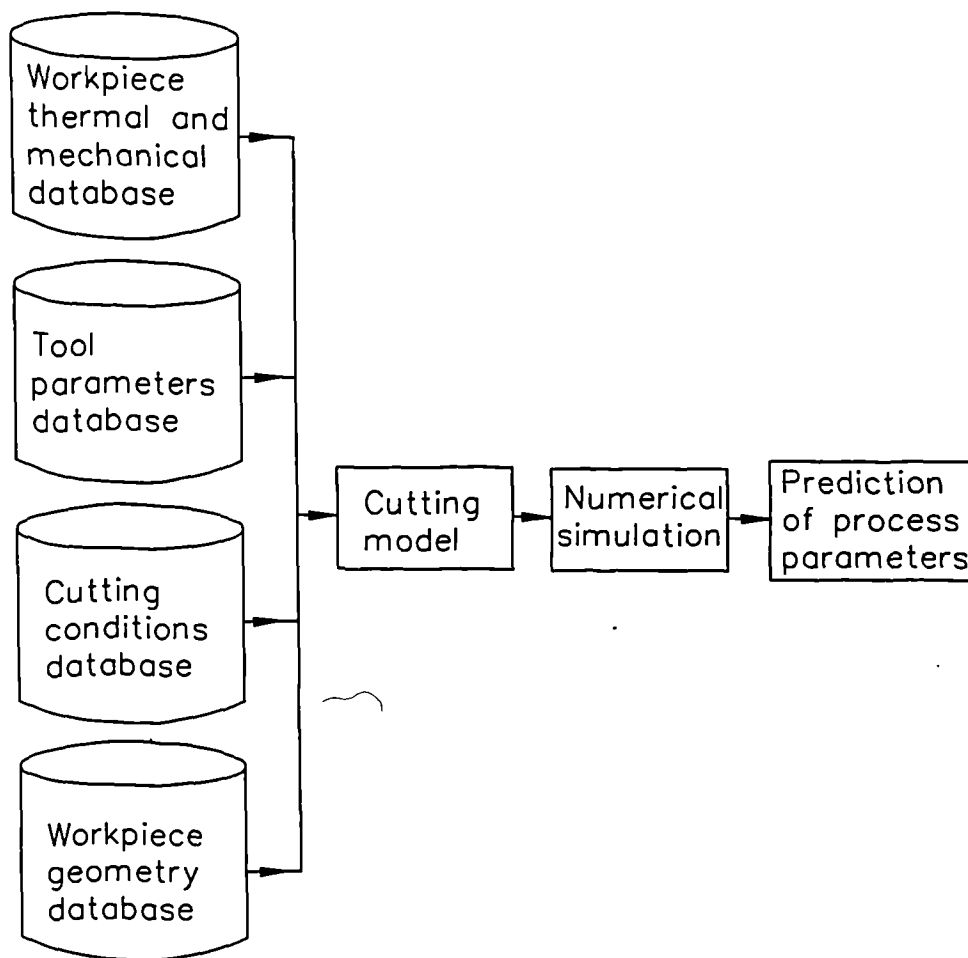 Workpiece
thermal and
mechanical
database
Tool
parameters
database
Cutting
conditions
database
Workpiece
geometry
database
Cutting
model
Numerical
simulation
Prediction
of process
parameters